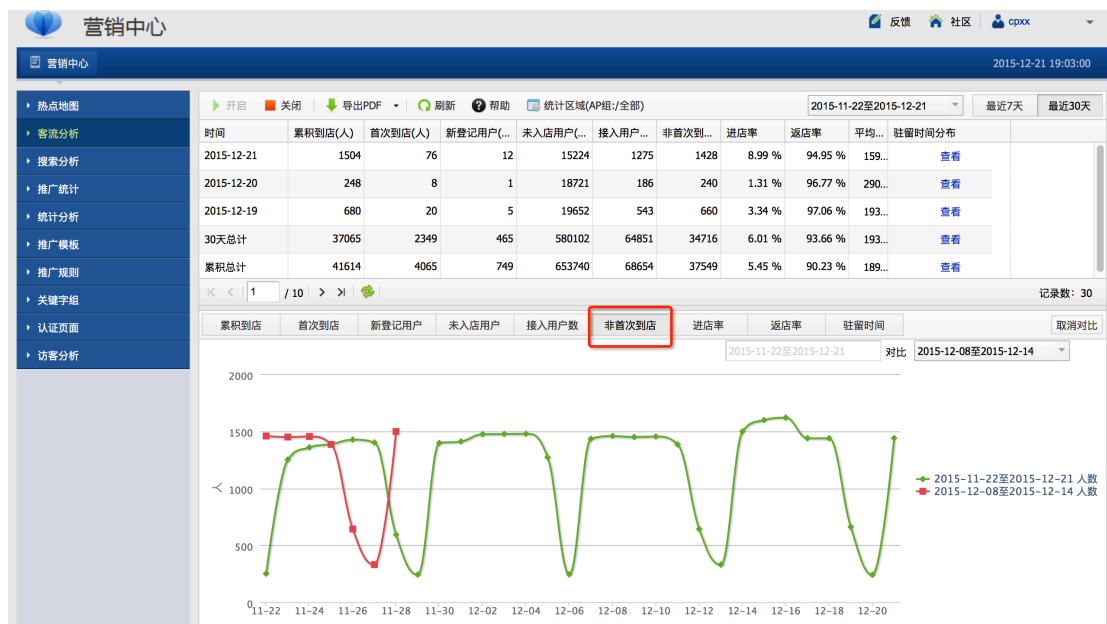 营销中心
反馈 社区 cpxx
营销中心 2015-12-21 19:03:00
热点地图
客流分析
搜索分析
推广统计
统计分析
推广模板
推广规则
关键字组
认证页面
访客分析
开启 关闭 导出PDF 刷新 帮助 统计区域(AP组:/全部) 2015-11-22至2015-12-21 最近7天 最近30天
时间 累积到店(人) 首次到店(人) 新登记用户(... 未入店用户(... 接入用户... 非首次到... 进店率 返店率 平均... 驻留时间分布
2015-12-21 1504 76 12 15224 1275 1428 8.99 % 94.95 % 159... 查看
2015-12-20 248 8 1 18721 186 240 1.31 % 96.77 % 290... 查看
2015-12-19 680 20 5 19652 543 660 3.34 % 97.06 % 193... 查看
30天总计 37065 2349 465 580102 64851 34716 6.01 % 93.66 % 193... 查看
累积总计 41614 4065 749 653740 68654 37549 5.45 % 90.23 % 189... 查看
1 / 10 记录数: 30
累积到店 首次到店 新登记用户 未入店用户 接入用户数 非首次到店 进店率 返店率 驻留时间 取消对比
2015-11-22至2015-12-21 对比 2015-12-08至2015-12-14
2000
1500
人
1000
500
0
11-22 11-24 11-26 11-28 11-30 12-02 12-04 12-06 12-08 12-10 12-12 12-14 12-16 12-18 12-20
2015-11-22至2015-12-21 人数
2015-12-08至2015-12-14 人数